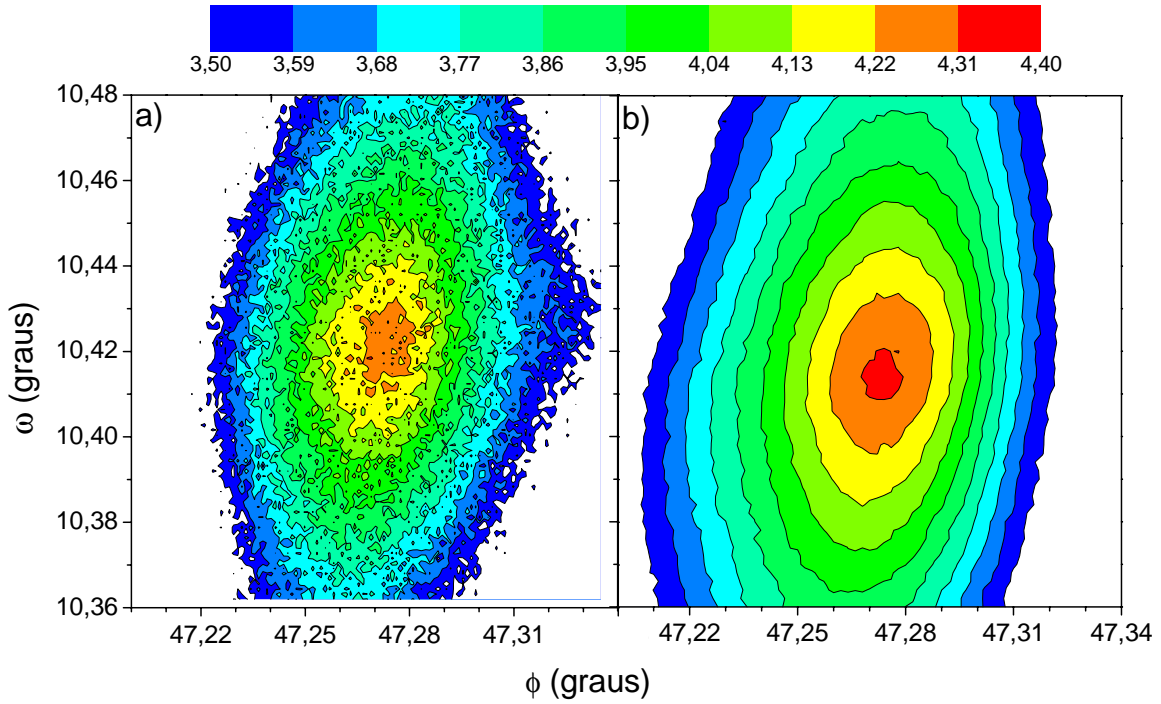 3,50 3,59 3,68 3,77 3,86 3,95 4,04 4,13 4,22 4,31 4,40
a)
b)
10,48
10,46
10,44
10,42
10,40
10,38
10,36
ω (graus)
47,22 47,25 47,28 47,31
47,22 47,25 47,28 47,31 47,34
ϕ (graus)